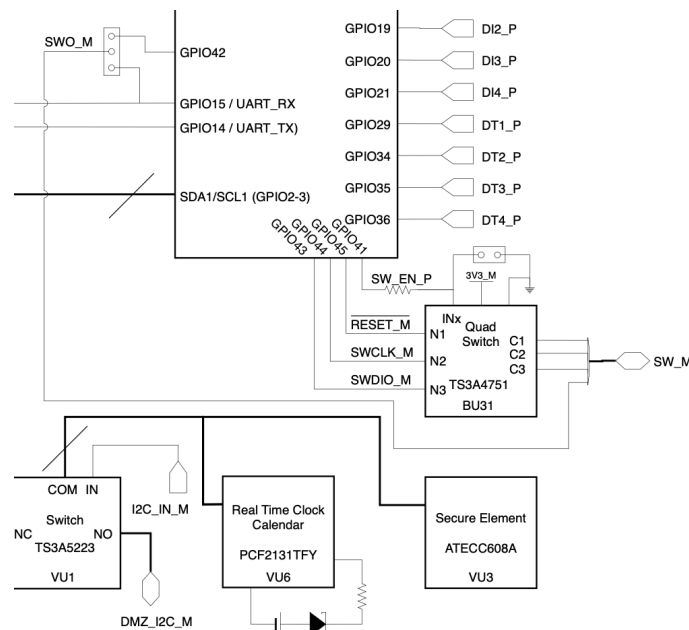 SWO_M
GPIO42
GPIO15 / UART_RX
GPIO14 / UART_TX)
SDA1/SCL1 (GPIO2-3)
GPIO19
DI2_P
GPIO20
DI3_P
GPIO21
DI4_P
GPIO29
DT1_P
GPIO34
DT2_P
GPIO35
DT3_P
GPIO36
DT4_P
GPIO43
GPIO44
GPIO45
GPIO41
SW_EN_P
3V3_M
RESET_M
SWCLK_M
SWDIO_M
INx
Quad
Switch
N1
N2
N3
C1
C2
C3
TS3A4751
BU31
SW_M
COM IN
I2C_IN_M
Switch
NC
NO
TS3A5223
VU1
DMZ_I2C_M
Real Time Clock
Calendar
PCF2131TFY
VU6
Secure Element
ATECC608A
VU3